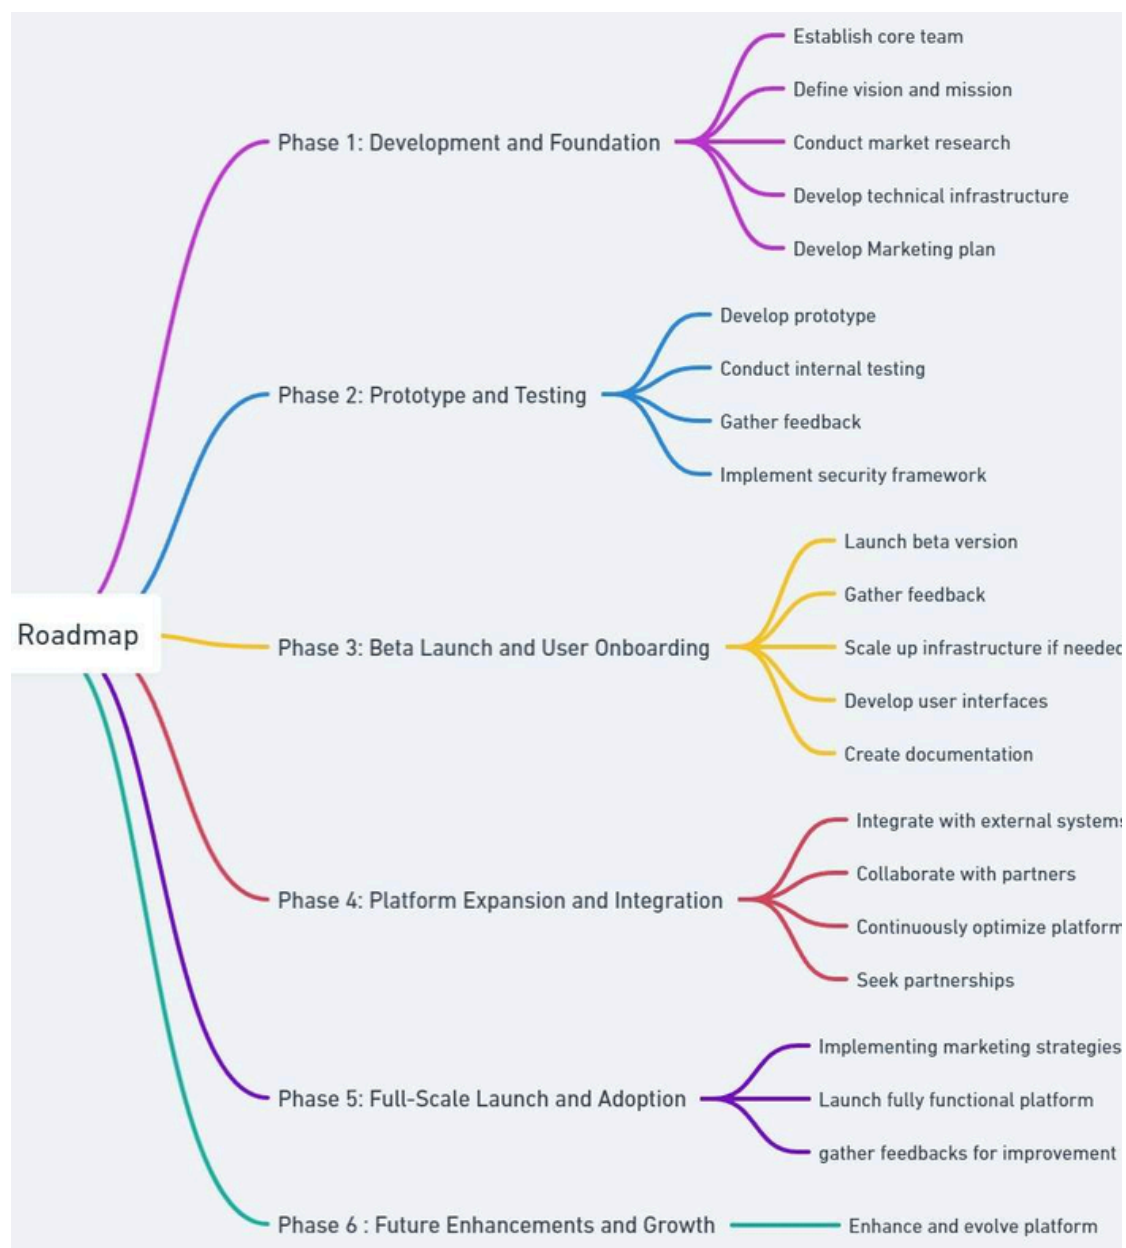 Roadmap
Phase 1: Development and Foundation
Establish core team
Define vision and mission
Conduct market research
Develop technical infrastructure
Develop Marketing plan
Phase 2: Prototype and Testing
Develop prototype
Conduct internal testing
Gather feedback
Implement security framework
Phase 3: Beta Launch and User Onboarding
Launch beta version
Gather feedback
Scale up infrastructure if needed
Develop user interfaces
Create documentation
Phase 4: Platform Expansion and Integration
Integrate with external systems
Collaborate with partners
Continuously optimize platform
Seek partnerships
Phase 5: Full-Scale Launch and Adoption
Implementing marketing strategies
Launch fully functional platform
gather feedbacks for improvement
Phase 6 : Future Enhancements and Growth
Enhance and evolve platform